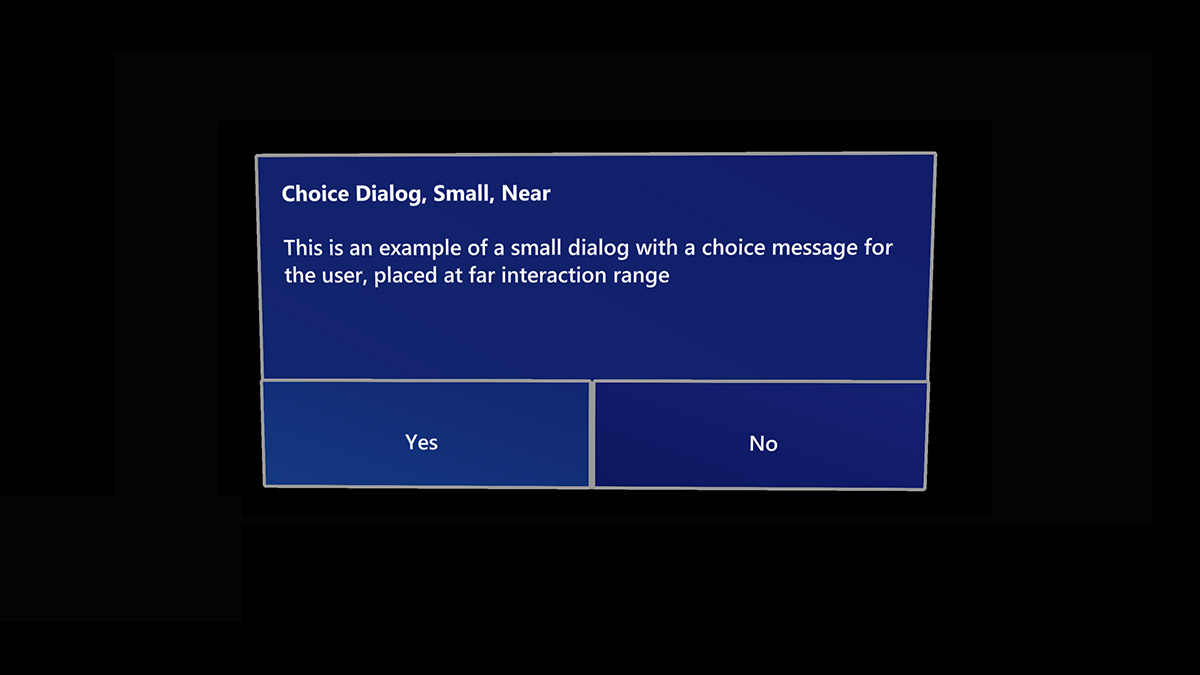 Choice Dialog, Small, Near
This is an example of a small dialog with a choice message for
the user, placed at far interaction range
Yes
No